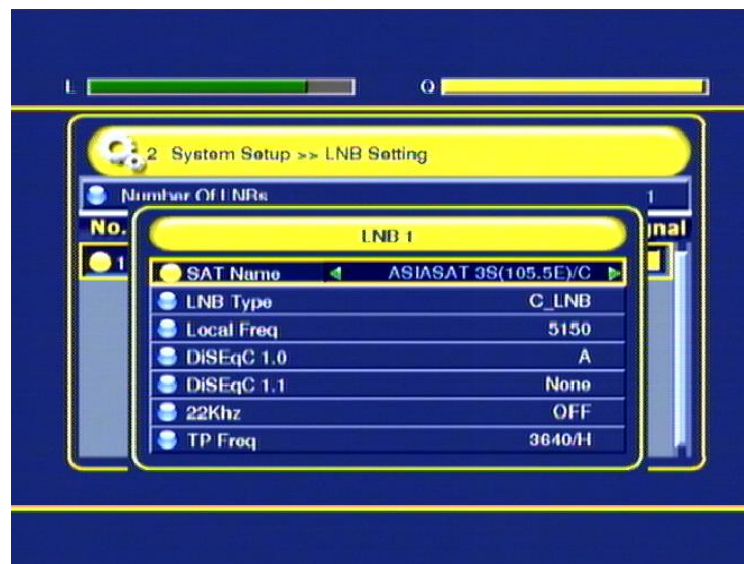 L Q
2 System Setup >> LNB Setting
Number Of LNBs 1
No. gnal
1
LNB 1
SAT Name ASIASAT 3S(105.5E)/C
LNB Type C_LNB
Local Freq 5150
DiSEqC 1.0 A
DiSEqC 1.1 None
22Khz OFF
TP Freq 3640/H